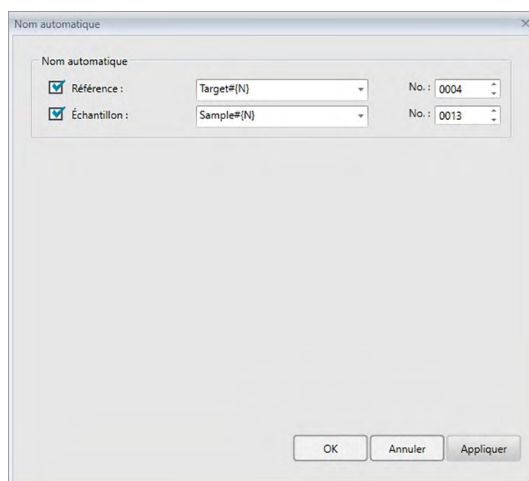 Nom automatique
Nom automatique
Référence : Target#{N} No. : 0004
Échantillon : Sample#{N} No. : 0013
OK Annuler Appliquer